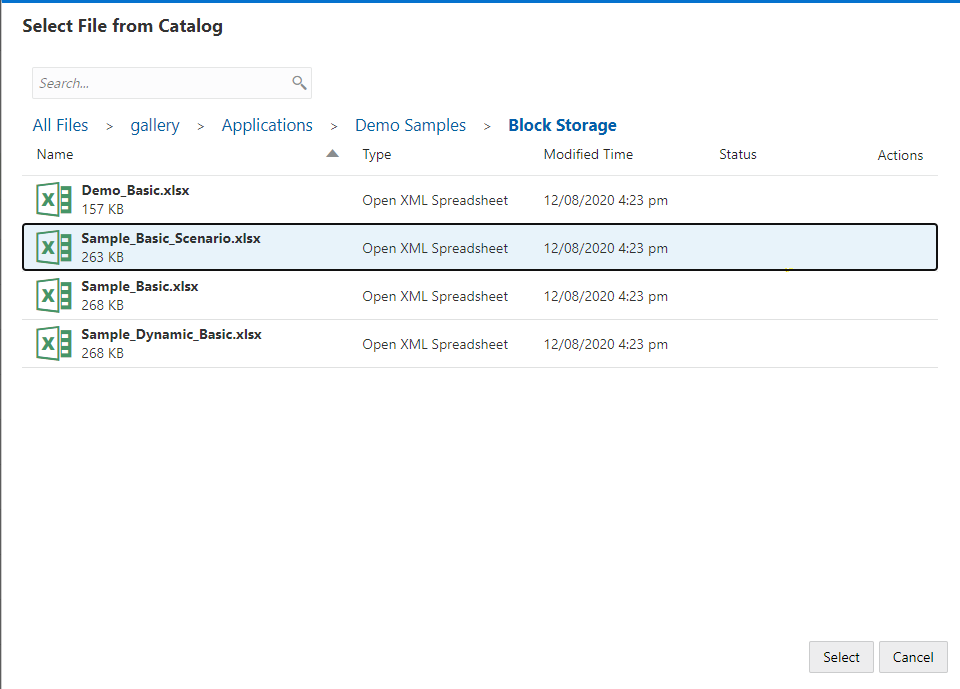 Select File from Catalog
Search...
All Files > gallery > Applications > Demo Samples > Block Storage
Name Type Modified Time Status Actions
Demo_Basic.xlsx
157 KB
Open XML Spreadsheet 12/08/2020 4:23 pm
Sample_Basic_Scenario.xlsx
263 KB
Open XML Spreadsheet 12/08/2020 4:23 pm
Sample_Basic.xlsx
268 KB
Open XML Spreadsheet 12/08/2020 4:23 pm
Sample_Dynamic_Basic.xlsx
268 KB
Open XML Spreadsheet 12/08/2020 4:23 pm
Select Cancel